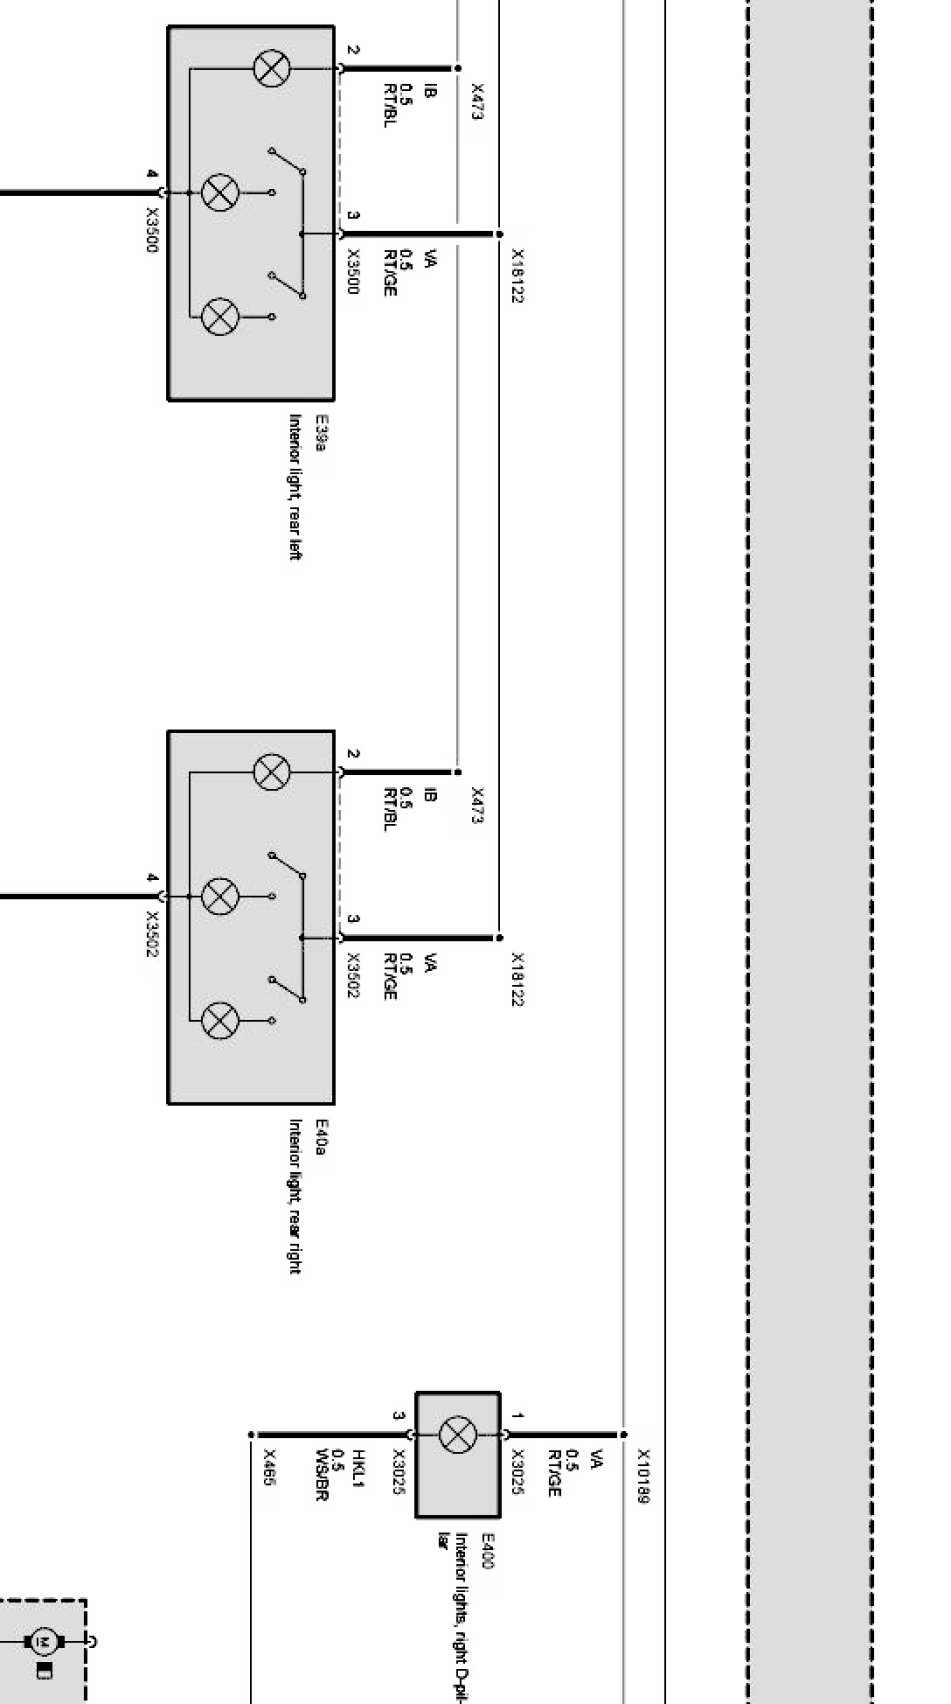 2
IB
0.5
RT/BL
X473
4
X3500
3
X3500
VA
0.5
RT/GE
X18122
E39a
Interior light, rear left
2
IB
0.5
RT/BL
X473
4
X3502
3
X3502
VA
0.5
RT/GE
X18122
E40a
Interior light, rear right
3
X3025
HKL1
0.5
WS/BR
X465
1
X3025
VA
0.5
RT/GE
X10189
E400
Interior lights, right D-pil-
lar
M